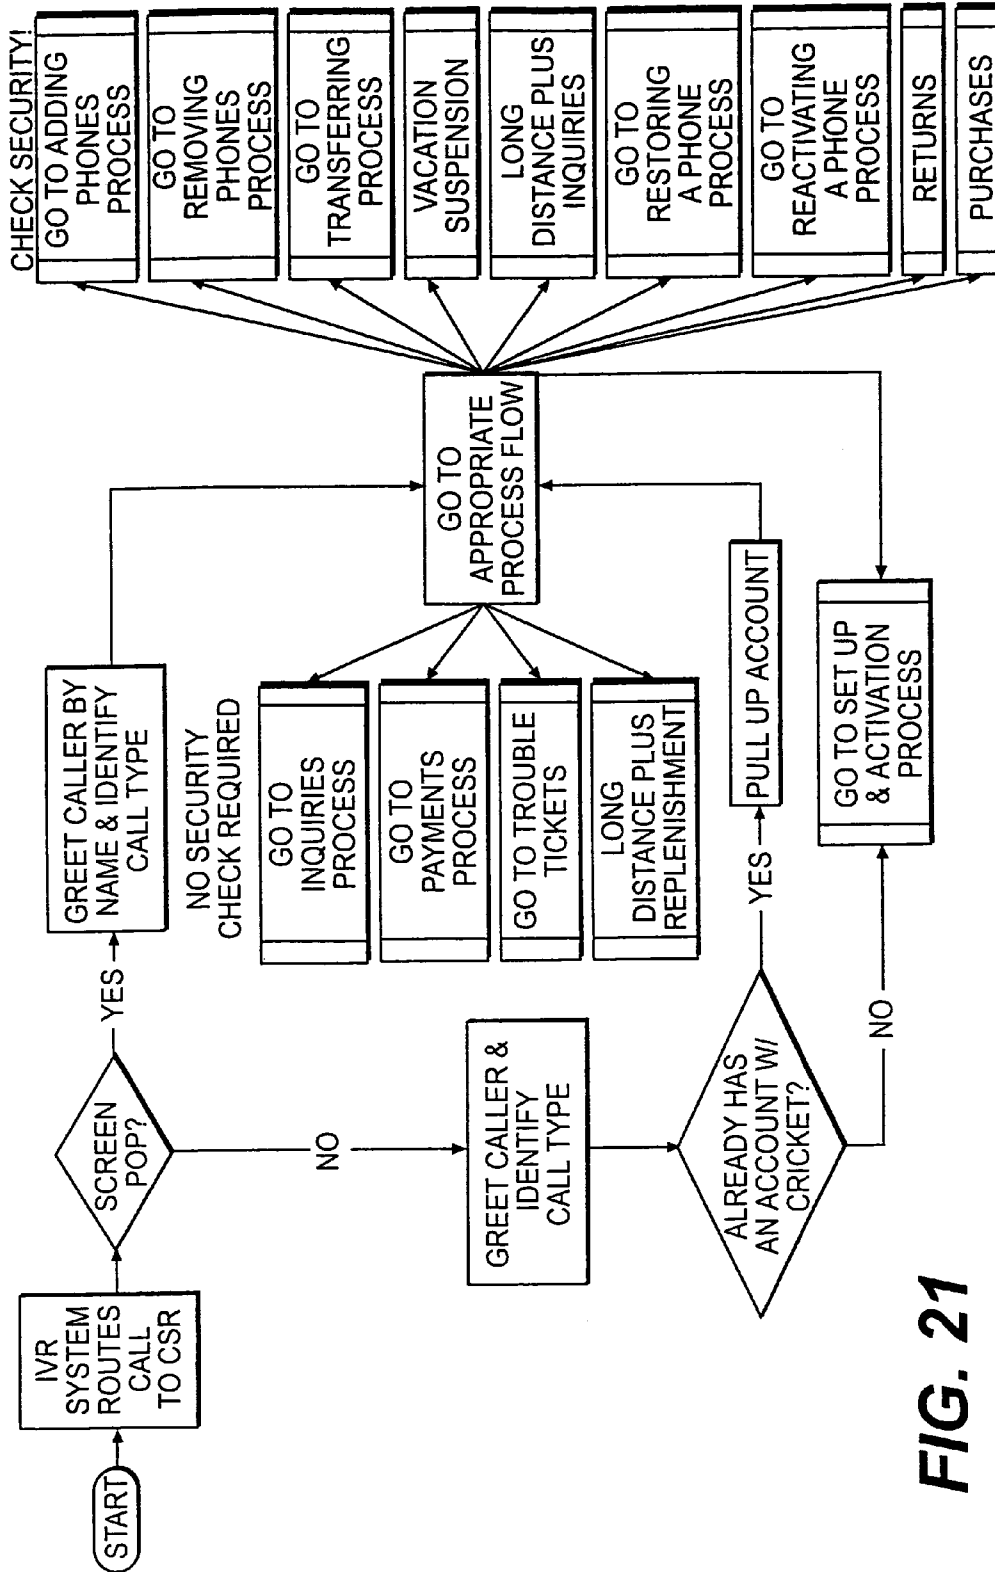 START
IVR
SYSTEM
ROUTES
CALL
TO CSR
SCREEN
POP?
YES
GREET CALLER BY
NAME & IDENTIFY
CALL TYPE
NO
GREET CALLER &
IDENTIFY
CALL TYPE
ALREADY HAS
AN ACCOUNT W/
CRICKET?
YES
PULL UP ACCOUNT
NO
GO TO SET UP
& ACTIVATION
PROCESS
GO TO
APPROPRIATE
PROCESS FLOW
NO SECURITY
CHECK REQUIRED
GO TO
INQUIRIES
PROCESS
GO TO
PAYMENTS
PROCESS
GO TO TROUBLE
TICKETS
LONG
DISTANCE PLUS
REPLENISHMENT
CHECK SECURITY!
GO TO ADDING
PHONES
PROCESS
GO TO
REMOVING
PHONES
PROCESS
GO TO
TRANSFERRING
PROCESS
VACATION
SUSPENSION
LONG
DISTANCE PLUS
INQUIRIES
GO TO
RESTORING
A PHONE
PROCESS
GO TO
REACTIVATING
A PHONE
PROCESS
RETURNS
PURCHASES
FIG. 21